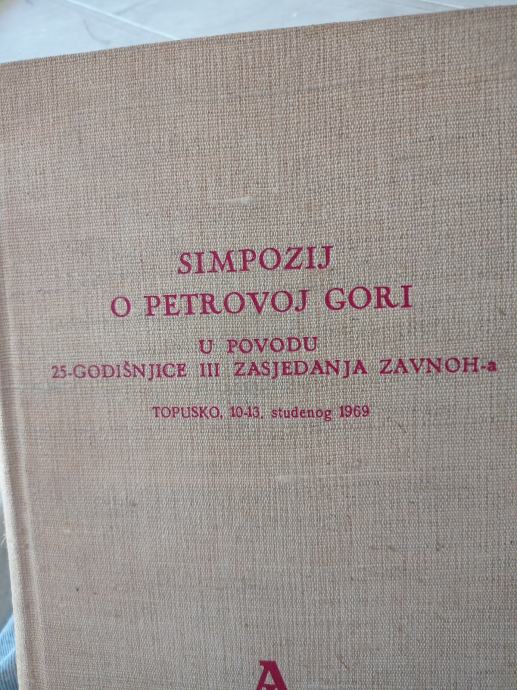 SIMPOZIJ
O PETROVOJ GORI
U POVODU
25-GODIŠNJICE III ZASJEDANJA ZAVNOH-a
TOPUSKO, 10-13, studenog 1969
A